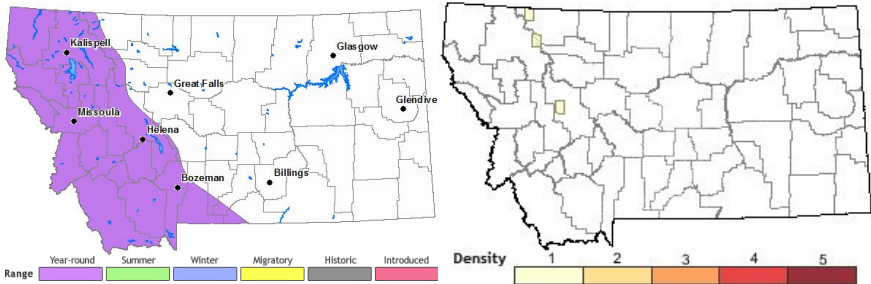 Kalispell
Glasgow
Great Falls
Glendive
Missoula
Helena
Bozeman
Billings
Range Year-round Summer Winter Migratory Historic Introduced
Density 1 2 3 4 5